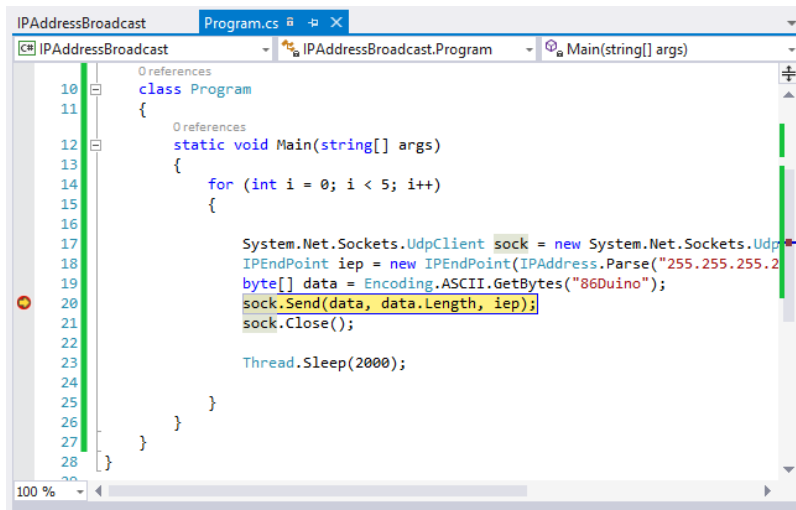 IPAddressBroadcast Program.cs
C# IPAddressBroadcast IPAddressBroadcast.Program Main(string[] args)
0 references
10 class Program
11 {
0 references
12 static void Main(string[] args)
13 {
14 for (int i = 0; i < 5; i++)
15 {
16
17 System.Net.Sockets.UdpClient sock = new System.Net.Sockets.Udp
18 IPEndPoint iep = new IPEndPoint(IPAddress.Parse("255.255.255.2
19 byte[] data = Encoding.ASCII.GetBytes("86Duino");
20 sock.Send(data, data.Length, iep);
21 sock.Close();
22
23 Thread.Sleep(2000);
24
25 }
26 }
27 }
28 }
29
100 %